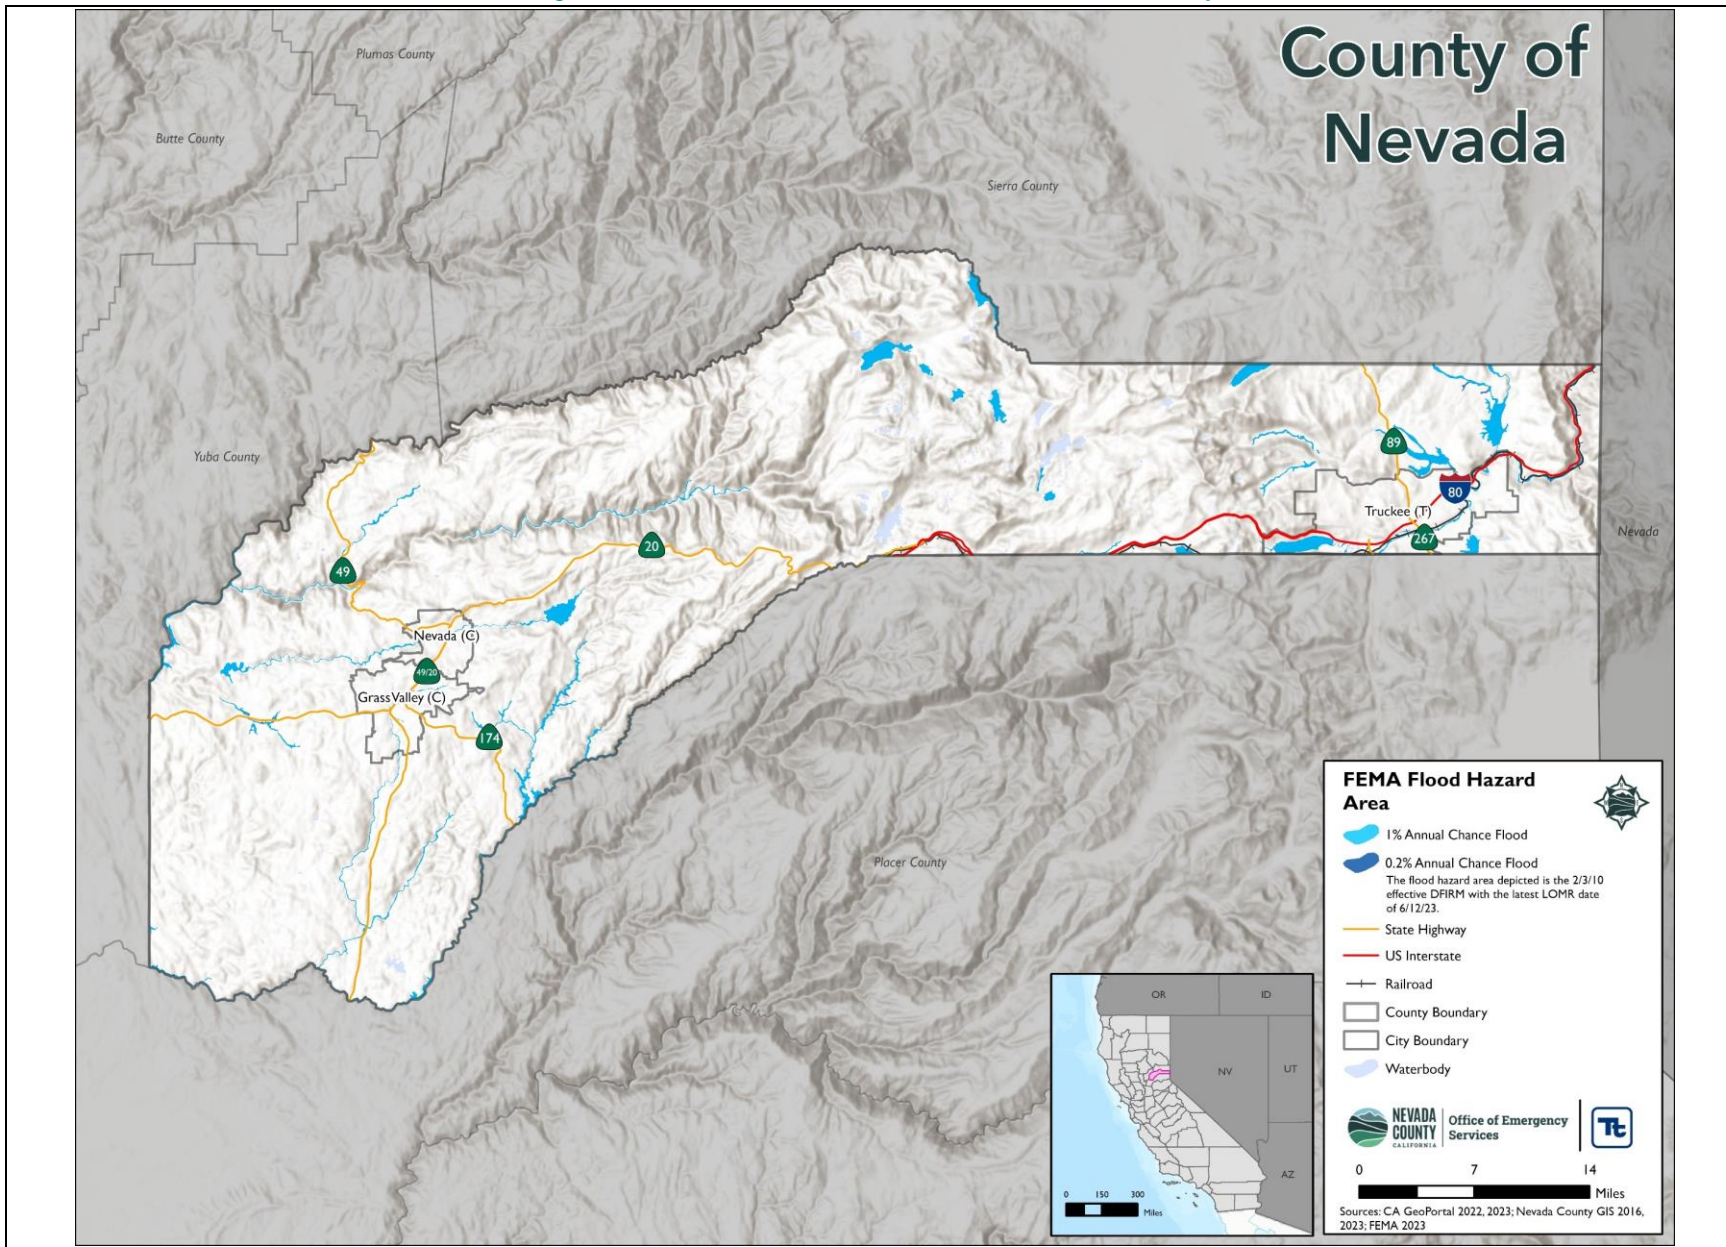 County of
Nevada
Plumas County
Butte County
Sierra County
Yuba County
89
80
Truckee (T)
267
Nevada
20
49
Nevada (C)
49/20
Grass Valley (C)
174
A
Placer County
FEMA Flood Hazard
Area
1% Annual Chance Flood
0.2% Annual Chance Flood
The flood hazard area depicted is the 2/3/10
effective DFIRM with the latest LOMR date
of 6/12/23.
State Highway
US Interstate
Railroad
County Boundary
City Boundary
Waterbody
NEVADA
COUNTY
CALIFORNIA
Office of Emergency
Services
Tt
0 7 14
Miles
Sources: CA GeoPortal 2022, 2023; Nevada County GIS 2016,
2023; FEMA 2023
OR
ID
NV
UT
AZ
0 150 300
Miles